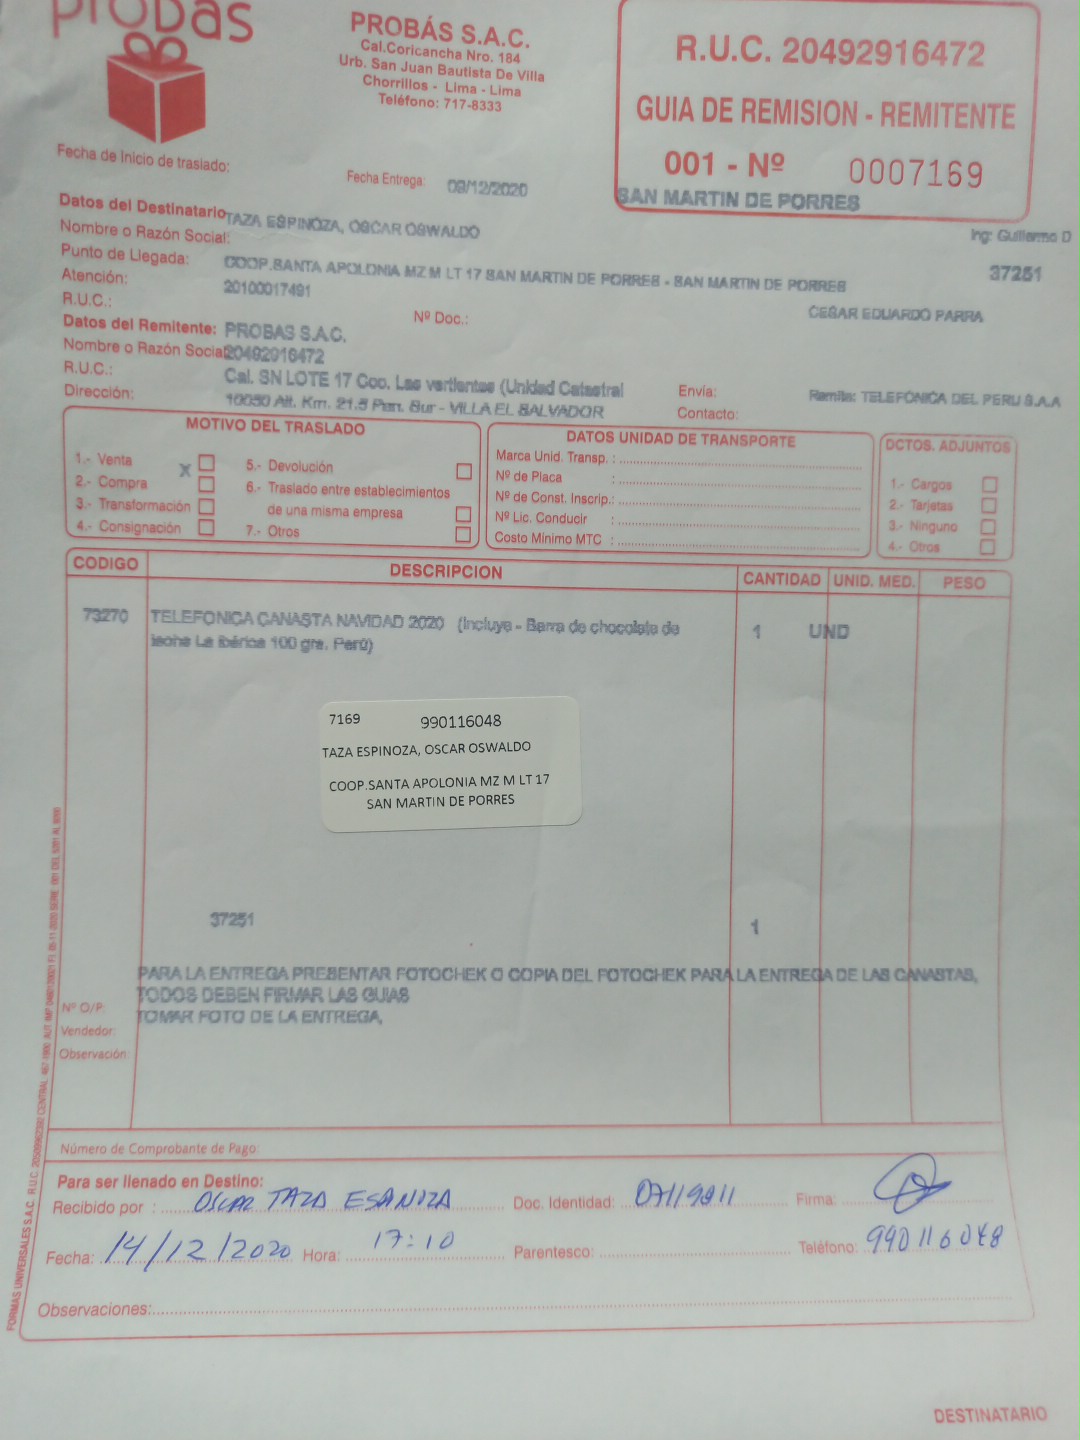 probas
PROBÁS S.A.C.
Cal.Coricancha Nro. 184
Urb. San Juan Bautista De Villa
Chorrillos - Lima - Lima
Teléfono: 717-8333
R.U.C. 20492916472
GUIA DE REMISION - REMITENTE
001 - Nº 0007169
SAN MARTIN DE PORRES
Fecha de Inicio de traslado:
Fecha Entrega: 09/12/2020
Ing: Guillermo D
37251
Datos del Destinatario
Nombre o Razón Social: TAZA ESPINOZA, OSCAR OSWALDO
Punto de Llegada: COOP.SANTA APOLONIA MZ M LT 17 SAN MARTIN DE PORRES - SAN MARTIN DE PORRES
Atención: CESAR EDUARDO PARRA
R.U.C.: 20100017491 Nº Doc.:
Datos del Remitente: PROBAS S.A.C.
Nombre o Razón Social 20492916472
R.U.C.: Cal. SN LOTE 17 Coo. Las vertientes (Unidad Catastral
Dirección: 10050 Alt. Km. 21.5 Pan. Sur - VILLA EL SALVADOR
Envía: Remite: TELEFONICA DEL PERU S.A.A
Contacto:
MOTIVO DEL TRASLADO
1.- Venta X
2.- Compra
3.- Transformación
4.- Consignación
5.- Devolución
6.- Traslado entre establecimientos
de una misma empresa
7.- Otros
DATOS UNIDAD DE TRANSPORTE
Marca Unid. Transp. :
Nº de Placa :
Nº de Const. Inscrip.:
Nº Lic. Conducir :
Costo Mínimo MTC :
DCTOS. ADJUNTOS
1.- Cargos
2.- Tarjetas
3.- Ninguno
4.- Otros
CODIGO DESCRIPCION CANTIDAD UNID. MED. PESO
73270 TELEFONICA CANASTA NAVIDAD 2020 (Incluye - Barra de chocolate de 1 UND
leche La Ibérica 100 grs. Perú)
7169 990116048
TAZA ESPINOZA, OSCAR OSWALDO
COOP.SANTA APOLONIA MZ M LT 17
SAN MARTIN DE PORRES
37251 1
PARA LA ENTREGA PRESENTAR FOTOCHEK O COPIA DEL FOTOCHEK PARA LA ENTREGA DE LAS CANASTAS,
TODOS DEBEN FIRMAR LAS GUIAS
TOMAR FOTO DE LA ENTREGA,
Nº O/P:
Vendedor:
Observación:
Número de Comprobante de Pago:
Para ser llenado en Destino:
Recibido por : OSCAR TAZA Doc. Identidad: Firma:
Fecha: 14/12/2020 Hora: 17:10 Parentesco: Teléfono: 990116048
Observaciones:
FORMAS UNIVERSALES S.A.C.
DESTINATARIO